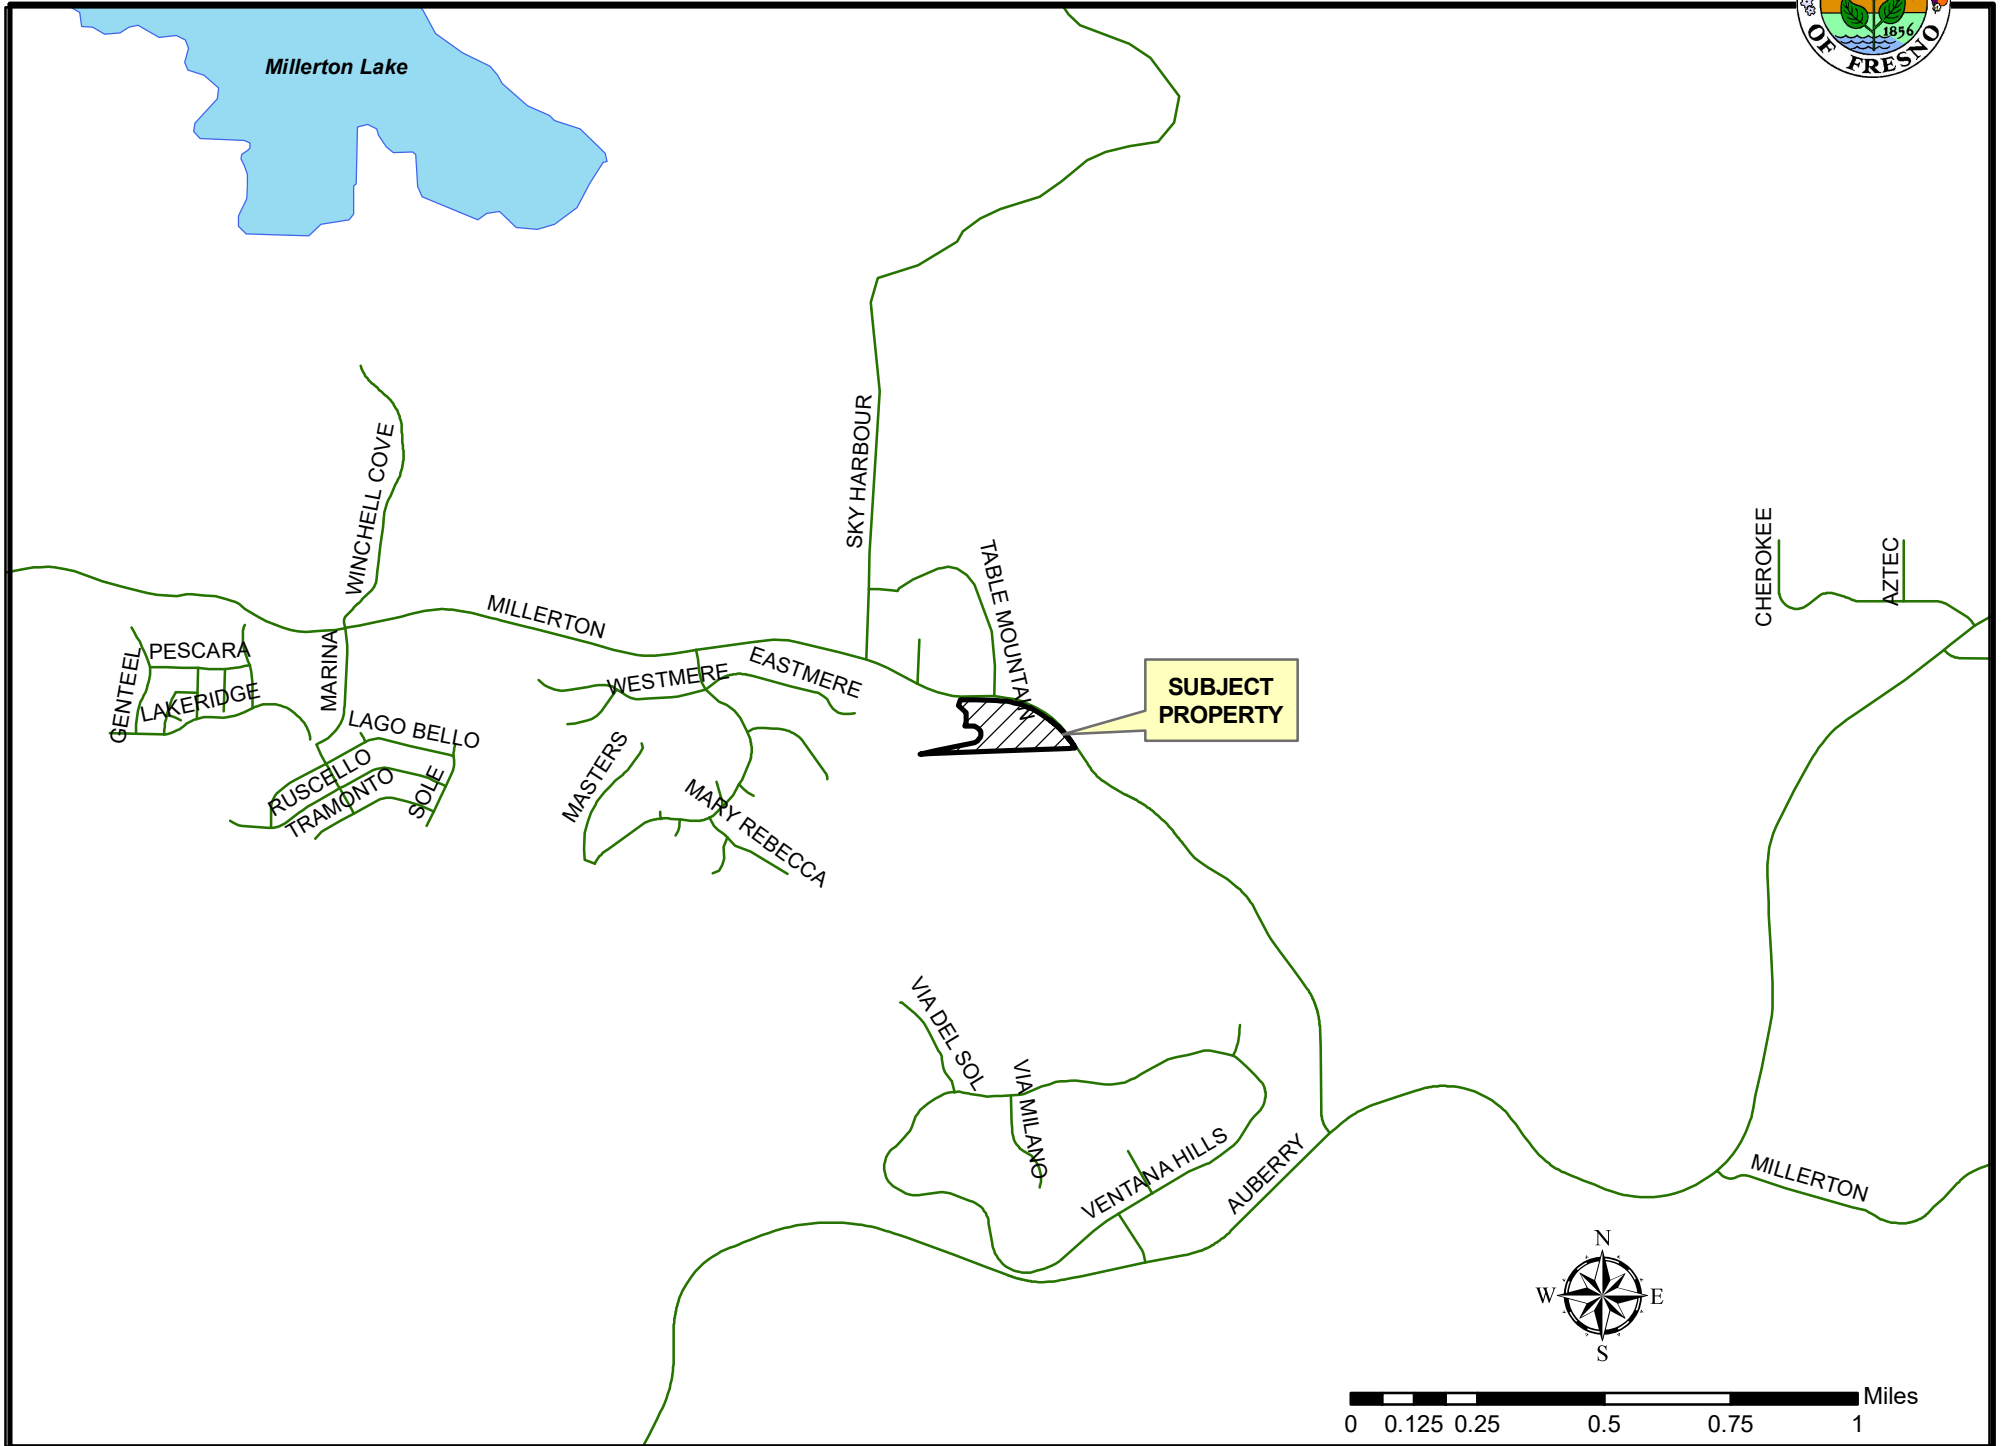 1856
OF FRESNO
Millerton Lake
WINCHELL COVE
SKY HARBOUR
TABLE MOUNTAIN
CHEROKEE
AZTEC
MILLERTON
PESCARA
GENTEEL
LAKERIDGE
MARINA
WESTMERE
EASTMERE
SUBJECT
PROPERTY
LAGO BELLO
RUSCELLO
TRAMONTO
SOLE
MASTERS
MARY REBECCA
VIA DEL SOL
VIA MILANO
VENTANA HILLS
AUBERRY
MILLERTON
N
W E
S
Miles
0 0.125 0.25 0.5 0.75 1